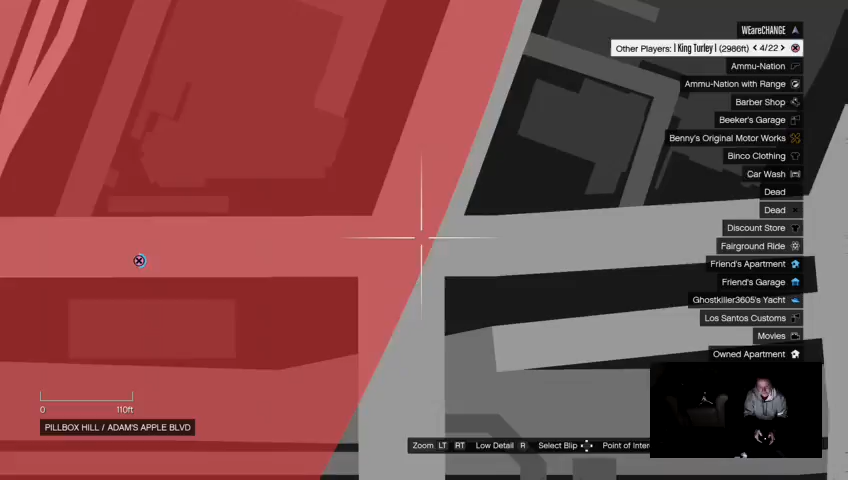 WEareCHANGE
Other Players: I King Turley I (2986ft) < 4/22 >
Ammu-Nation
Ammu-Nation with Range
Barber Shop
Beeker's Garage
Benny's Original Motor Works
Binco Clothing
Car Wash
Dead
Dead
Discount Store
Fairground Ride
Friend's Apartment
Friend's Garage
Ghostkiller3605's Yacht
Los Santos Customs
Movies
Owned Apartment
0 110ft
PILLBOX HILL / ADAM'S APPLE BLVD
Zoom LT RT Low Detail R Select Blip Point of Inter